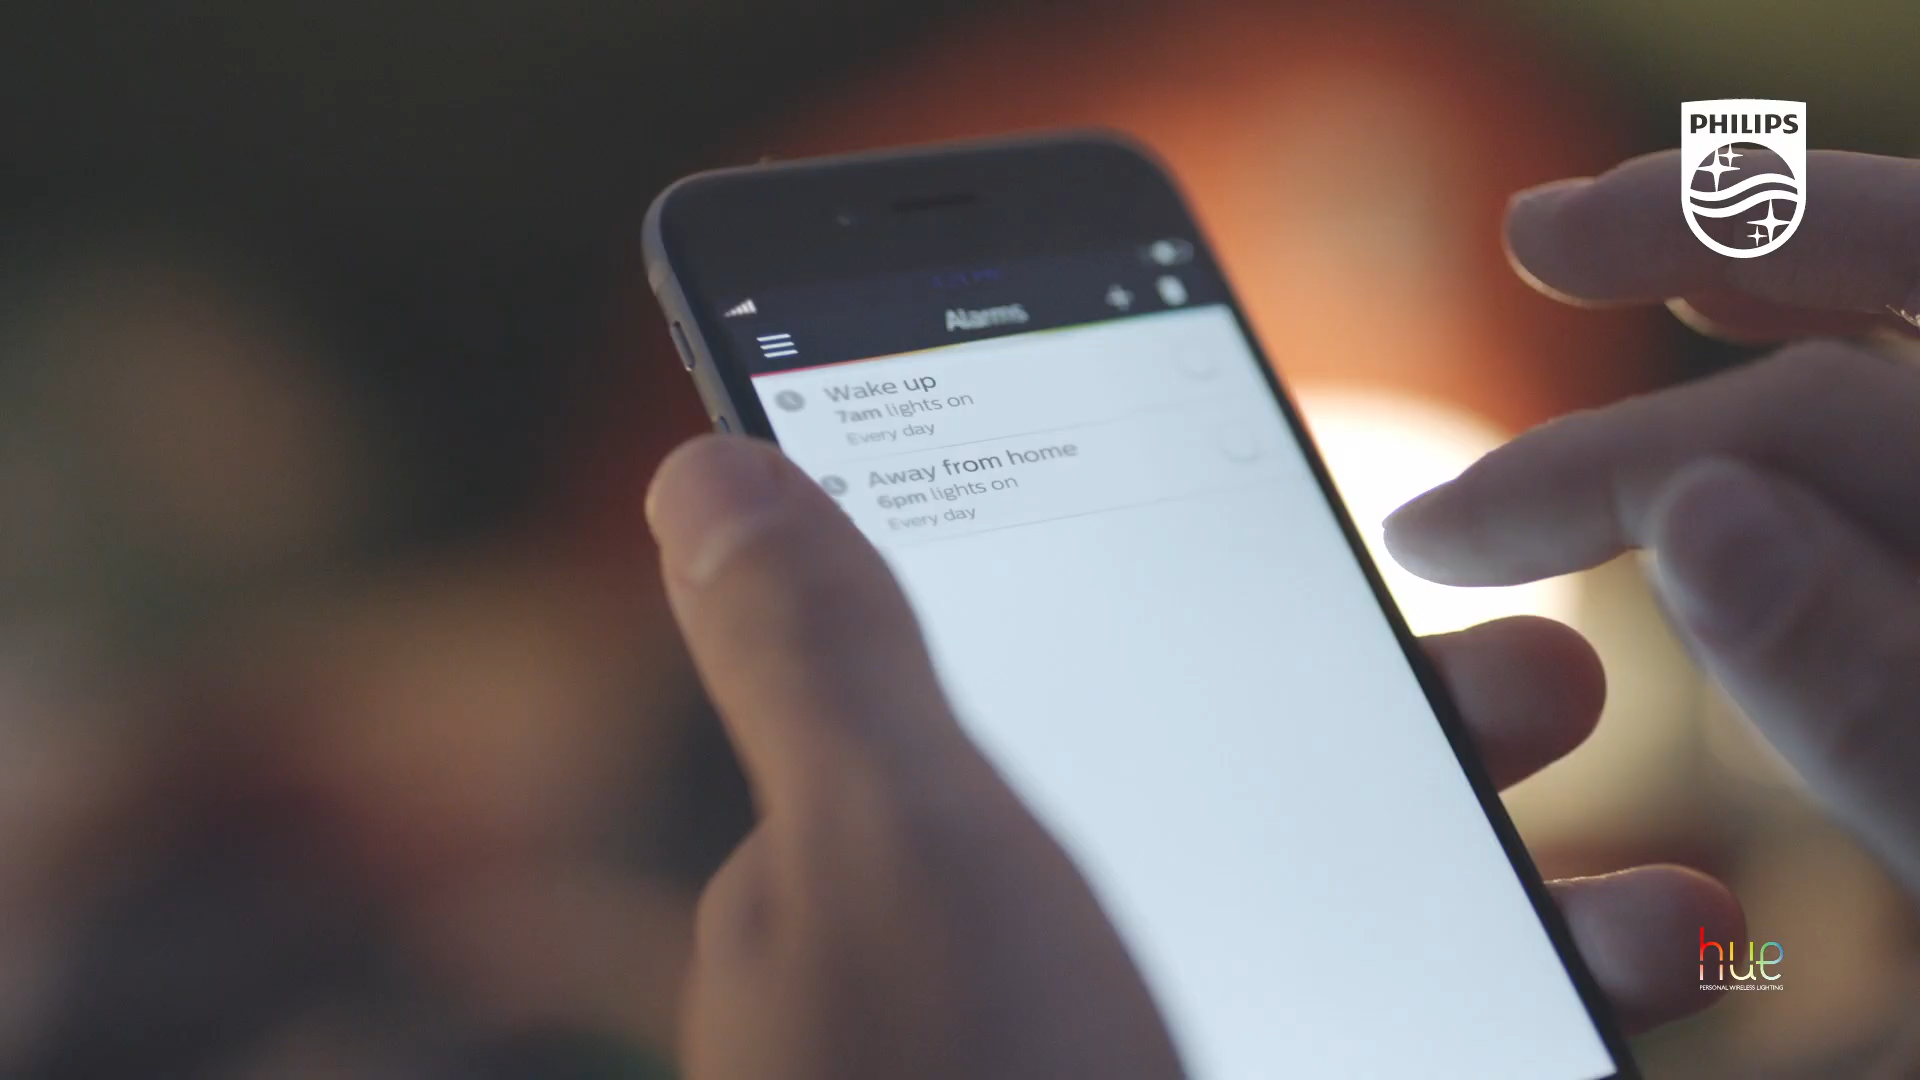 PHILIPS
Alarms
Wake up
7am lights on
Every day
Away from home
6pm lights on
Every day
hue
PERSONAL WIRELESS LIGHTING